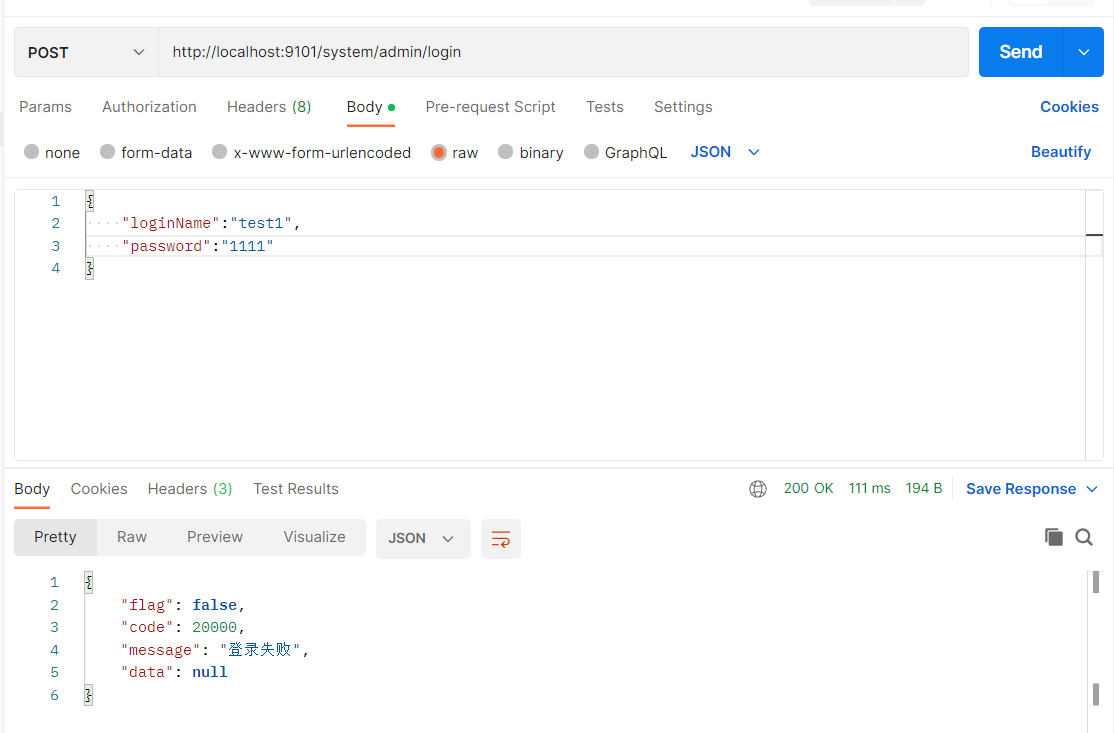 POST http://localhost:9101/system/admin/login Send
Params Authorization Headers (8) Body Pre-request Script Tests Settings Cookies
none form-data x-www-form-urlencoded raw binary GraphQL JSON Beautify
1 {
2 ····"loginName":"test1",
3 ····"password":"1111"
4 }
Body Cookies Headers (3) Test Results 200 OK 111 ms 194 B Save Response
Pretty Raw Preview Visualize JSON
1 {
2 "flag": false,
3 "code": 20000,
4 "message": "登录失败",
5 "data": null
6 }